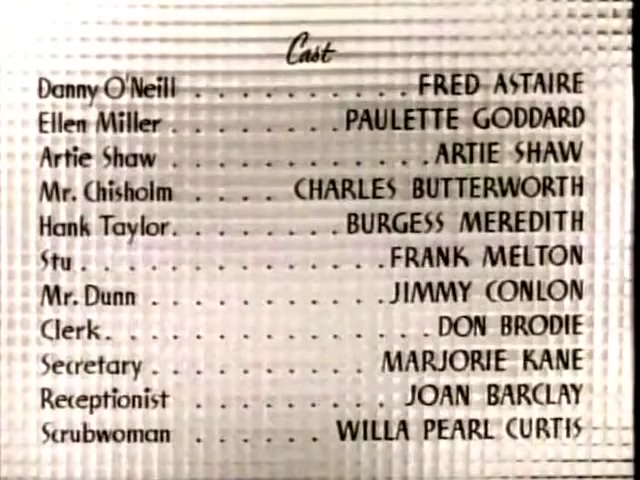 Cast
Danny O'Neill . . . . . . . . . . FRED ASTAIRE
Ellen Miller . . . . . . . . PAULETTE GODDARD
Artie Shaw . . . . . . . . . . . . ARTIE SHAW
Mr. Chisholm . . . . CHARLES BUTTERWORTH
Hank Taylor . . . . . . . . BURGESS MEREDITH
Stu . . . . . . . . . . . . . . FRANK MELTON
Mr. Dunn . . . . . . . . . . . JIMMY CONLON
Clerk . . . . . . . . . . . . . . . DON BRODIE
Secretary . . . . . . . . . . MARJORIE KANE
Receptionist . . . . . . . . . JOAN BARCLAY
Scrubwoman . . . . . . WILLA PEARL CURTIS